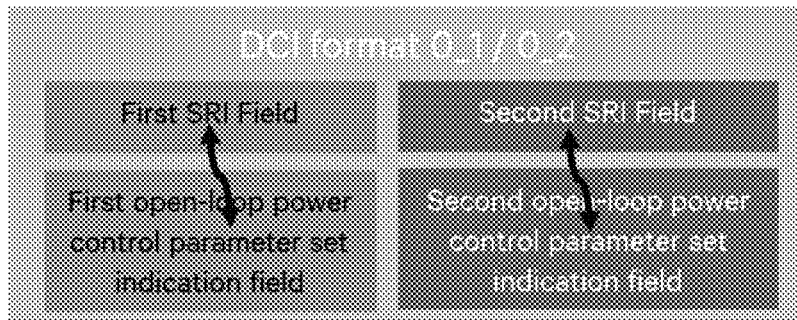 DCI format 0_1 / 0_2
First SRI Field
Second SRI Field
First open-loop power
control parameter set
indication field
Second open-loop power
control parameter set
indication field